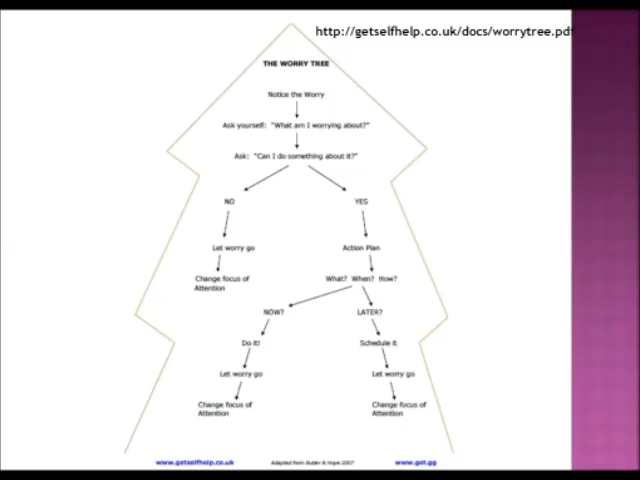 http://getselfhelp.co.uk/docs/worrytree.pdf
THE WORRY TREE
Notice the Worry
Ask yourself: "What am I worrying about?"
Ask: "Can I do something about it?"
NO
YES
Let worry go
Action Plan
Change focus of
Attention
What? When? How?
NOW?
LATER?
Do it!
Schedule it
Let worry go
Let worry go
Change focus of
Attention
Change focus of
Attention
www.getselfhelp.co.uk
Adapted from Butler & Hope 2007
www.get.gg